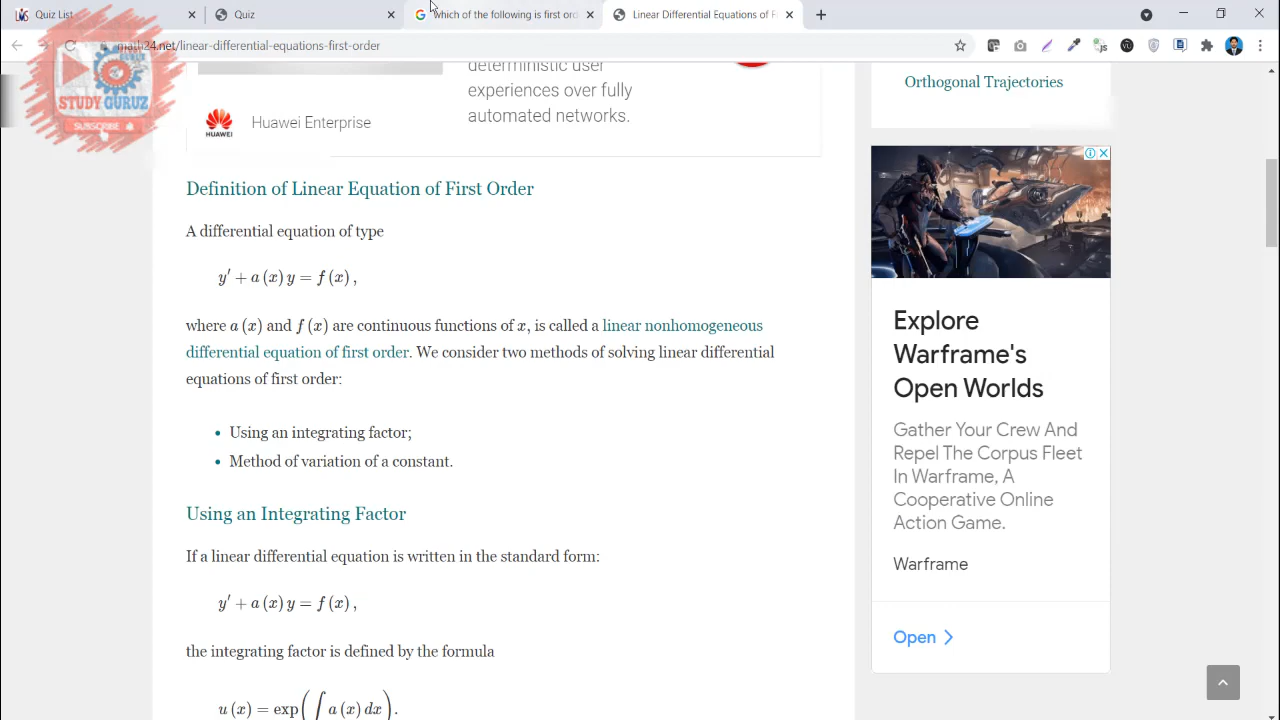 Quiz List
Quiz
Which of the following is first ord
Linear Differential Equations of F
math24.net/linear-differential-equations-first-order
STUDY GURUZ
SUBSCRIBE
deterministic user
experiences over fully
automated networks.
HUAWEI
Huawei Enterprise
Orthogonal Trajectories
Definition of Linear Equation of First Order
A differential equation of type
y′ + a (x) y = f (x) ,
where a (x) and f (x) are continuous functions of x, is called a linear nonhomogeneous
differential equation of first order. We consider two methods of solving linear differential
equations of first order:
• Using an integrating factor;
• Method of variation of a constant.
Using an Integrating Factor
If a linear differential equation is written in the standard form:
y′ + a (x) y = f (x) ,
the integrating factor is defined by the formula
u (x) = exp(∫ a (x) dx).
Explore
Warframe's
Open Worlds
Gather Your Crew And
Repel The Corpus Fleet
In Warframe, A
Cooperative Online
Action Game.
Warframe
Open